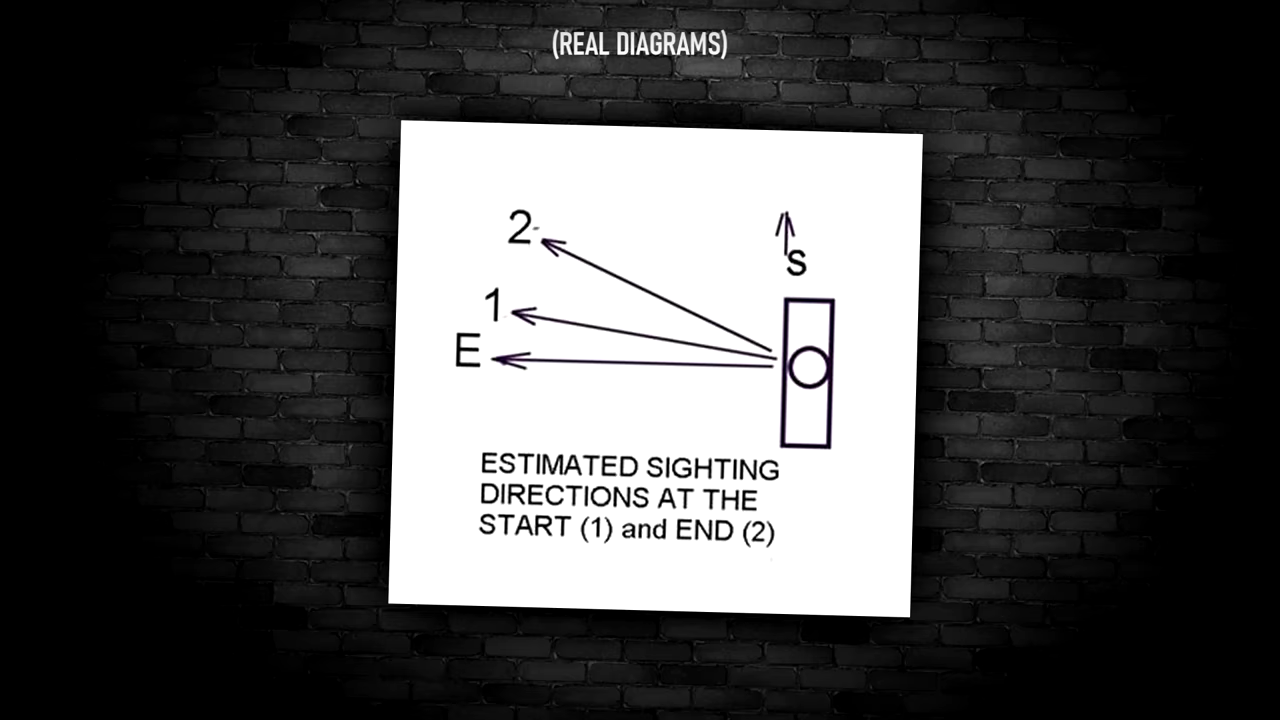 (REAL DIAGRAMS)
2
S
1
E
ESTIMATED SIGHTING
DIRECTIONS AT THE
START (1) and END (2)